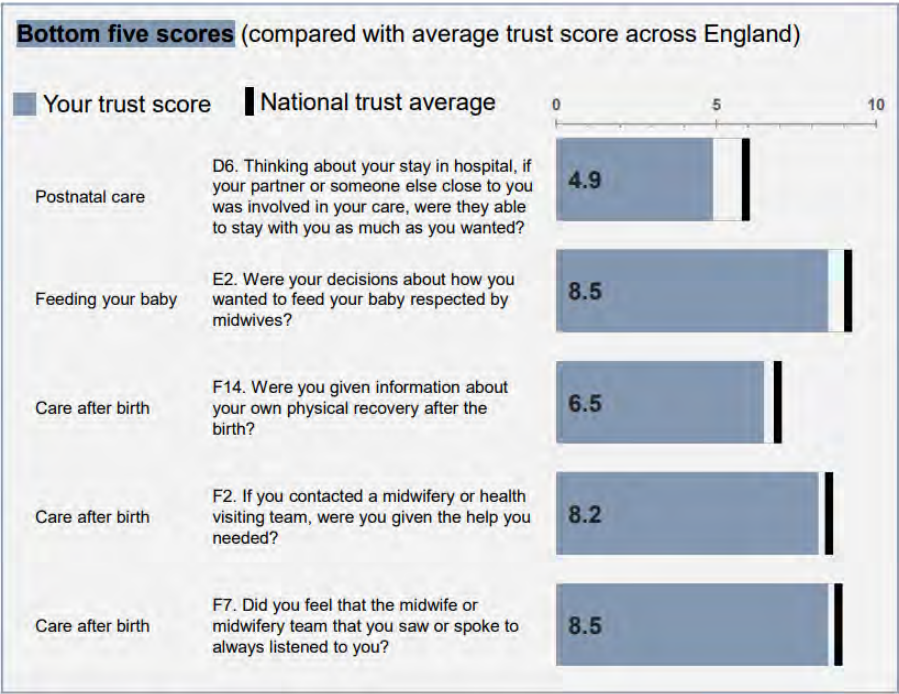 Bottom five scores (compared with average trust score across England)
Your trust score
National trust average
0 5 10
Postnatal care
D6. Thinking about your stay in hospital, if
your partner or someone else close to you
was involved in your care, were they able
to stay with you as much as you wanted?
4.9
Feeding your baby
E2. Were your decisions about how you
wanted to feed your baby respected by
midwives?
8.5
Care after birth
F14. Were you given information about
your own physical recovery after the
birth?
6.5
Care after birth
F2. If you contacted a midwifery or health
visiting team, were you given the help you
needed?
8.2
Care after birth
F7. Did you feel that the midwife or
midwifery team that you saw or spoke to
always listened to you?
8.5